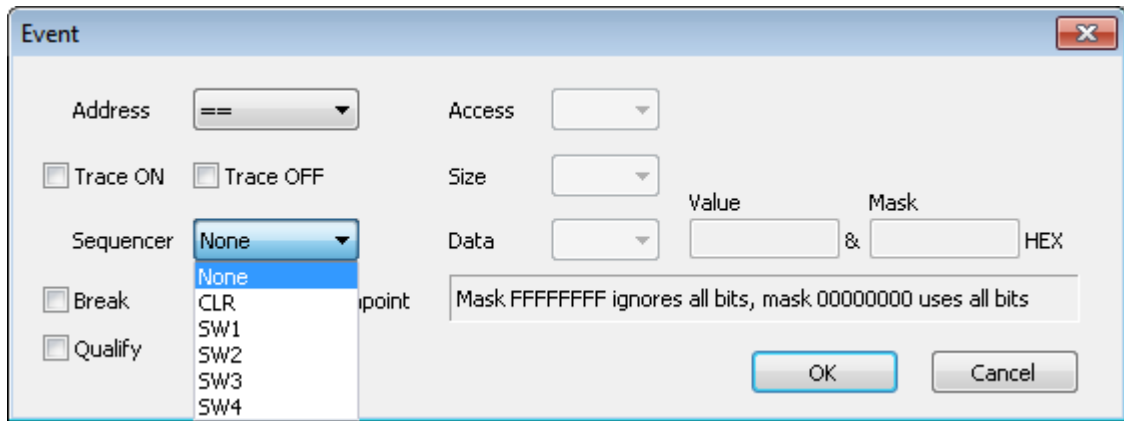 Event
Address == Access
Trace ON Trace OFF Size
Value Mask
Sequencer None Data & HEX
None
CLR
SW1
SW2
SW3
SW4
Break
Mask FFFFFFFF ignores all bits, mask 00000000 uses all bits
Qualify
OK Cancel